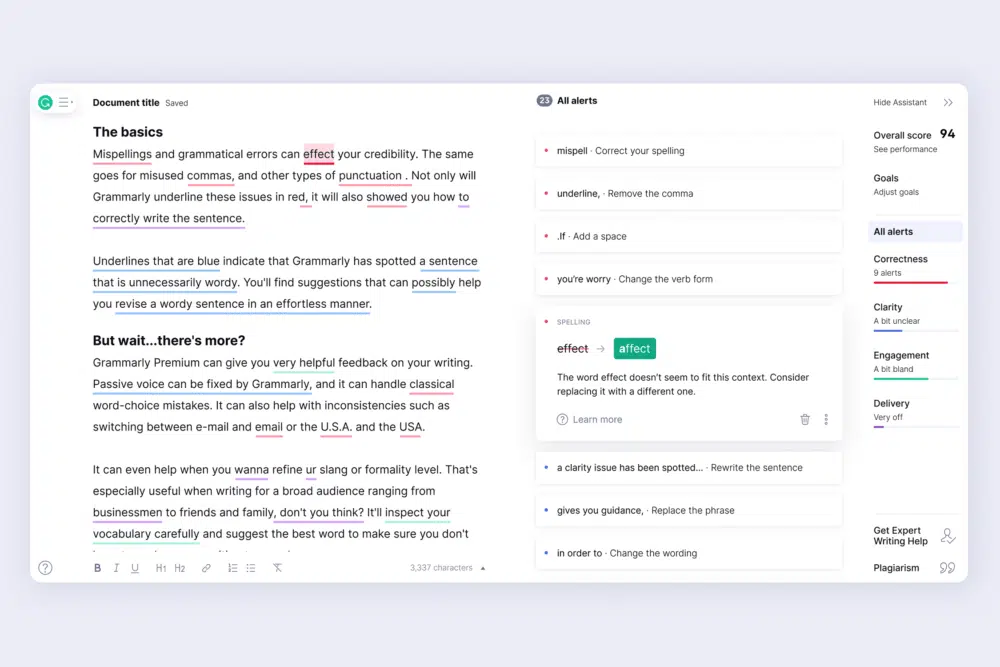 Document title Saved
The basics
Mispellings and grammatical errors can effect your credibility. The same
goes for misused commas, and other types of punctuation . Not only will
Grammarly underline these issues in red, it will also showed you how to
correctly write the sentence.
Underlines that are blue indicate that Grammarly has spotted a sentence
that is unnecessarily wordy. You'll find suggestions that can possibly help
you revise a wordy sentence in an effortless manner.
But wait...there's more?
Grammarly Premium can give you very helpful feedback on your writing.
Passive voice can be fixed by Grammarly, and it can handle classical
word-choice mistakes. It can also help with inconsistencies such as
switching between e-mail and email or the U.S.A. and the USA.
It can even help when you wanna refine ur slang or formality level. That's
especially useful when writing for a broad audience ranging from
businessmen to friends and family, don't you think? It'll inspect your
vocabulary carefully and suggest the best word to make sure you don't
B I U H1 H2
3,337 characters
23 All alerts
mispell · Correct your spelling
underline, · Remove the comma
.If · Add a space
you're worry · Change the verb form
SPELLING
effect → affect
The word effect doesn't seem to fit this context. Consider
replacing it with a different one.
Learn more
a clarity issue has been spotted... · Rewrite the sentence
gives you guidance, · Replace the phrase
in order to · Change the wording
Hide Assistant
Overall score 94
See performance
Goals
Adjust goals
All alerts
Correctness
9 alerts
Clarity
A bit unclear
Engagement
A bit bland
Delivery
Very off
Get Expert
Writing Help
Plagiarism